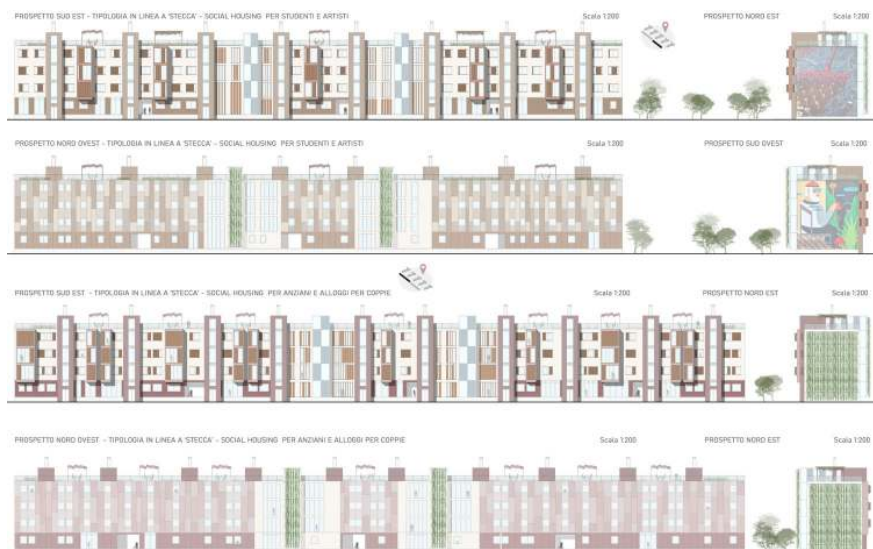 PROSPETTO SUD EST - TIPOLOGIA IN LINEA A 'STECCA' - SOCIAL HOUSING PER STUDENTI E ARTISTI Scala 1:200 PROSPETTO NORD EST Scala 1:200
PROSPETTO NORD OVEST - TIPOLOGIA IN LINEA A 'STECCA' - SOCIAL HOUSING PER STUDENTI E ARTISTI Scala 1:200 PROSPETTO SUD OVEST Scala 1:200
PROSPETTO SUD EST - TIPOLOGIA IN LINEA A 'STECCA' - SOCIAL HOUSING PER ANZIANI E ALLOGGI PER COPPIE Scala 1:200 PROSPETTO NORD EST Scala 1:200
PROSPETTO NORD OVEST - TIPOLOGIA IN LINEA A 'STECCA' - SOCIAL HOUSING PER ANZIANI E ALLOGGI PER COPPIE Scala 1:200 PROSPETTO NORD EST Scala 1:200